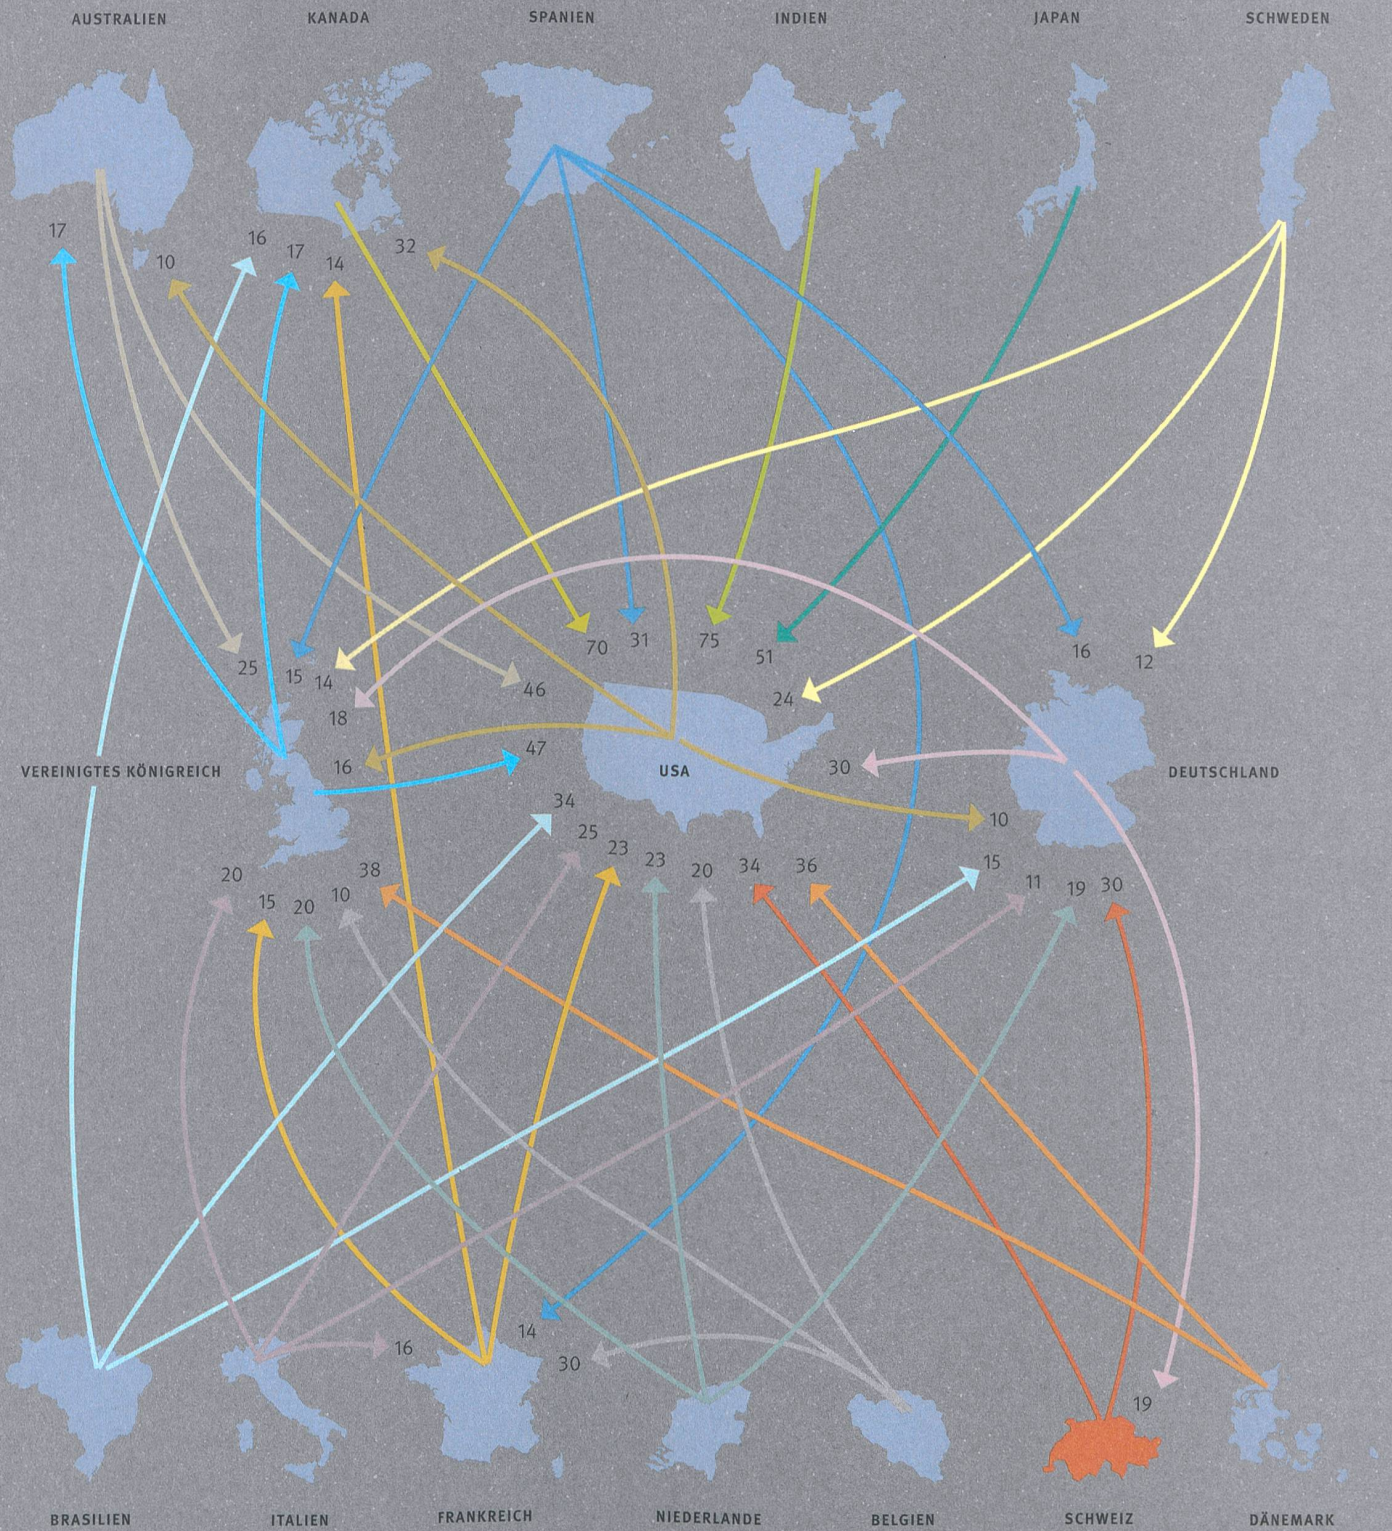 AUSTRALIEN
KANADA
SPANIEN
INDIEN
JAPAN
SCHWEDEN
17
10
16
17
14
32
25
15
14
18
46
70
31
75
51
24
16
12
VEREINIGTES KÖNIGREICH
16
47
USA
30
DEUTSCHLAND
10
34
25
23
23
20
34
36
15
11
19
30
20
15
20
10
38
16
14
30
19
BRASILIEN
ITALIEN
FRANKREICH
NIEDERLANDE
BELGIEN
SCHWEIZ
DÄNEMARK